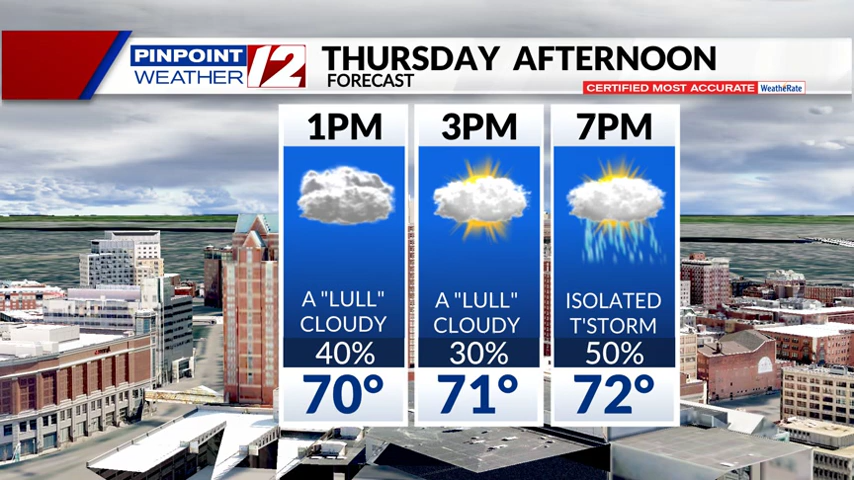 PINPOINT
WEATHER 12
THURSDAY AFTERNOON
FORECAST
CERTIFIED MOST ACCURATE WeatheRate
1PM
A "LULL"
CLOUDY
40%
70°
3PM
A "LULL"
CLOUDY
30%
71°
7PM
ISOLATED
T'STORM
50%
72°